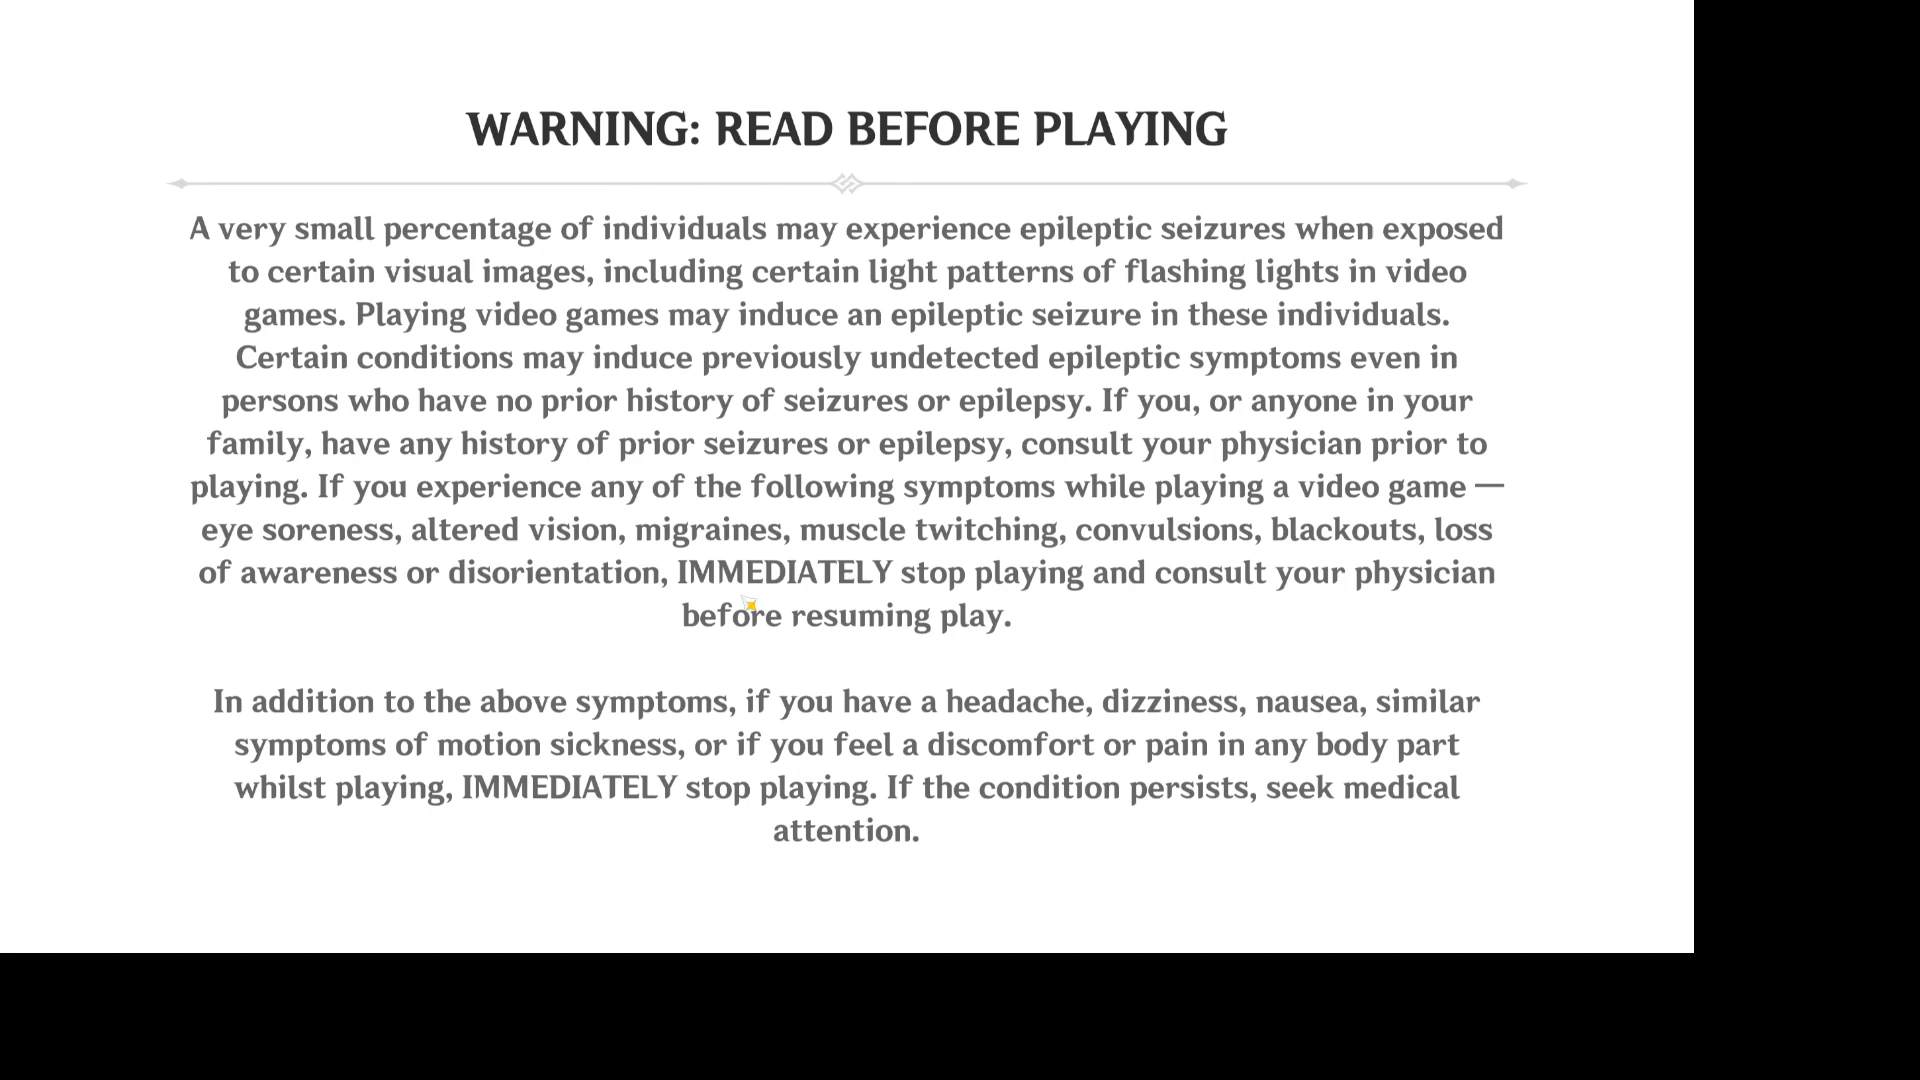 WARNING: READ BEFORE PLAYING
A very small percentage of individuals may experience epileptic seizures when exposed
to certain visual images, including certain light patterns of flashing lights in video
games. Playing video games may induce an epileptic seizure in these individuals.
Certain conditions may induce previously undetected epileptic symptoms even in
persons who have no prior history of seizures or epilepsy. If you, or anyone in your
family, have any history of prior seizures or epilepsy, consult your physician prior to
playing. If you experience any of the following symptoms while playing a video game —
eye soreness, altered vision, migraines, muscle twitching, convulsions, blackouts, loss
of awareness or disorientation, IMMEDIATELY stop playing and consult your physician
before resuming play.
In addition to the above symptoms, if you have a headache, dizziness, nausea, similar
symptoms of motion sickness, or if you feel a discomfort or pain in any body part
whilst playing, IMMEDIATELY stop playing. If the condition persists, seek medical
attention.